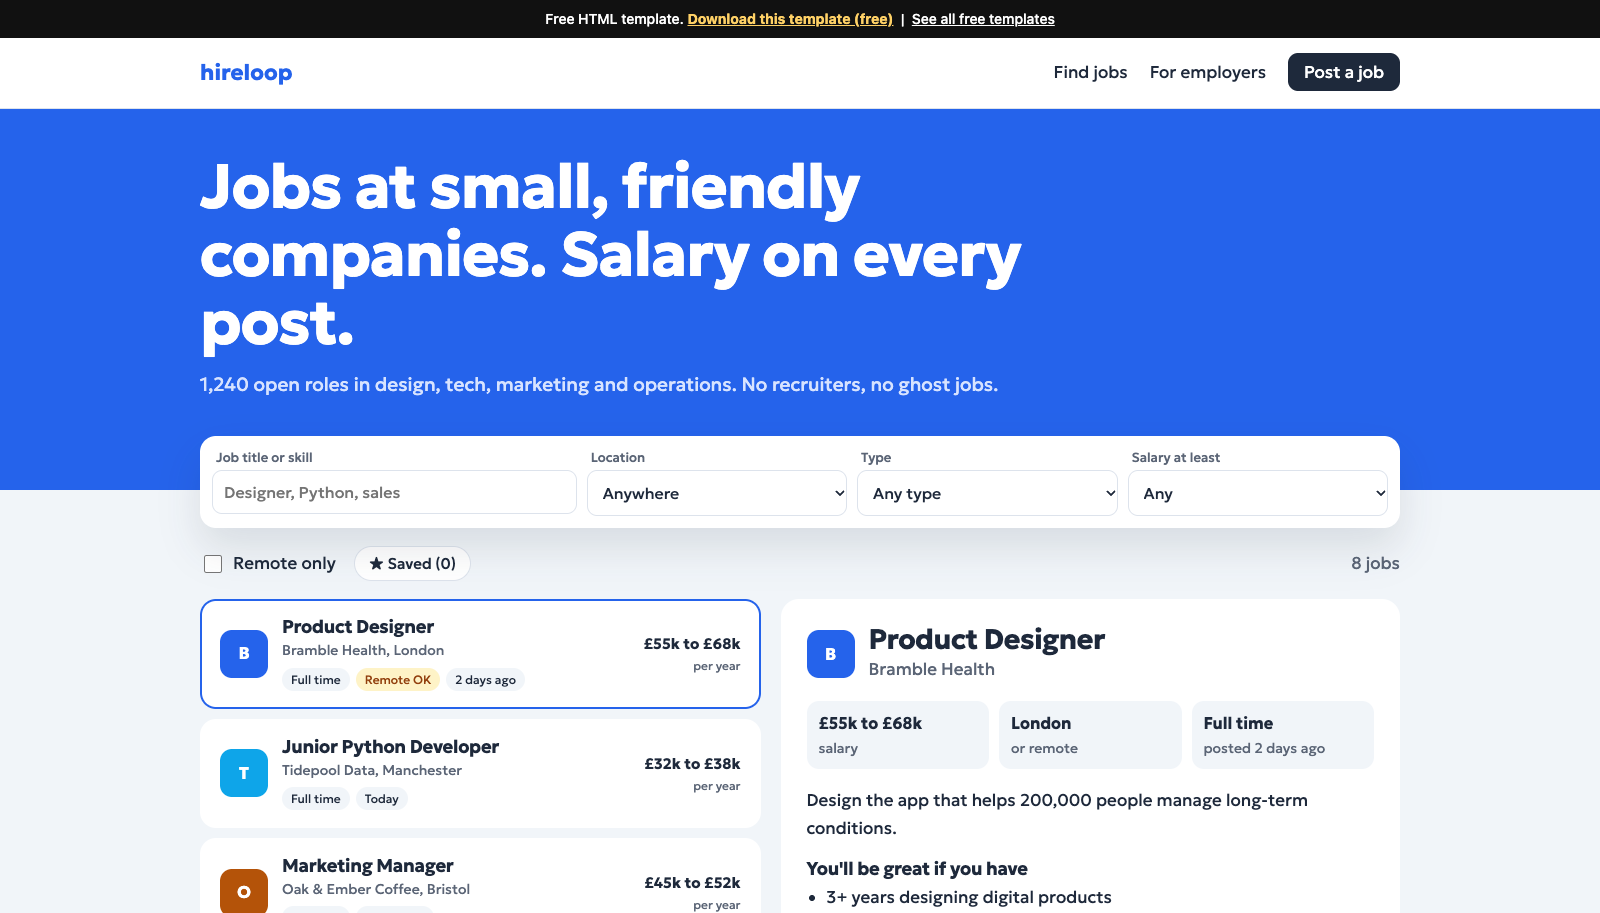 Free HTML template. Download this template (free) | See all free templates
hireloop
Find jobs
For employers
Post a job
Jobs at small, friendly
companies. Salary on every
post.
1,240 open roles in design, tech, marketing and operations. No recruiters, no ghost jobs.
Job title or skill
Location
Type
Salary at least
Designer, Python, sales
Anywhere
Any type
Any
Remote only
★ Saved (0)
8 jobs
B
Product Designer
Bramble Health, London
Full time
Remote OK
2 days ago
£55k to £68k
per year
T
Junior Python Developer
Tidepool Data, Manchester
Full time
Today
£32k to £38k
per year
O
Marketing Manager
Oak & Ember Coffee, Bristol
£45k to £52k
per year
B
Product Designer
Bramble Health
£55k to £68k
salary
London
or remote
Full time
posted 2 days ago
Design the app that helps 200,000 people manage long-term
conditions.
You'll be great if you have
• 3+ years designing digital products